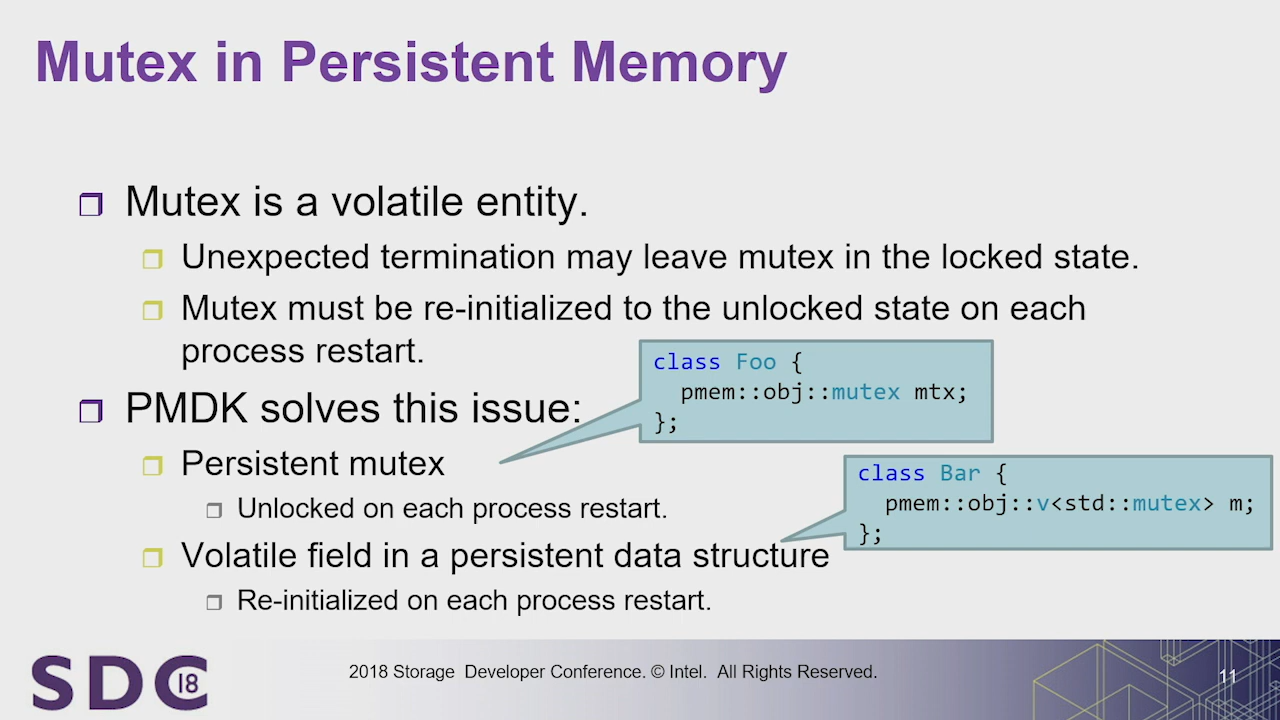 Mutex in Persistent Memory
Mutex is a volatile entity.
Unexpected termination may leave mutex in the locked state.
Mutex must be re-initialized to the unlocked state on each
process restart.
class Foo {
pmem::obj::mutex mtx;
};
PMDK solves this issue:
Persistent mutex
Unlocked on each process restart.
class Bar {
pmem::obj::v<std::mutex> m;
};
Volatile field in a persistent data structure
Re-initialized on each process restart.
SDC 18
2018 Storage Developer Conference. © Intel. All Rights Reserved.
11